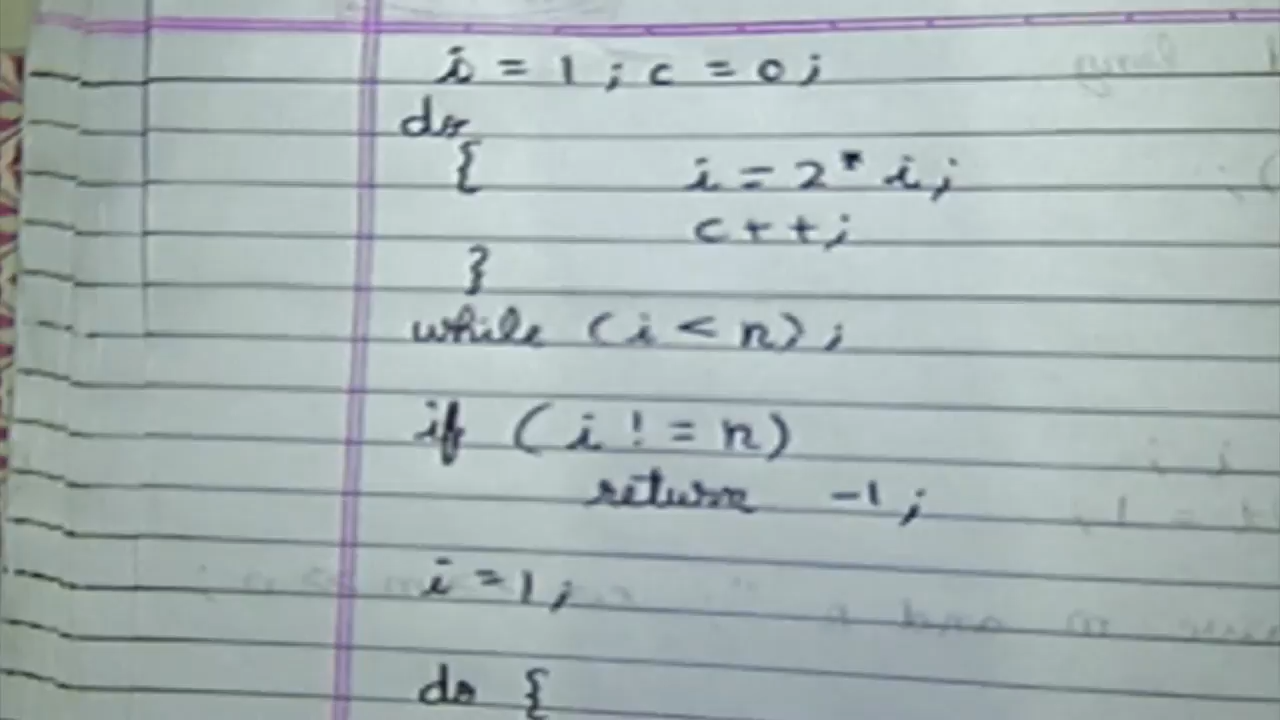 i = 1 ; c = 0 ;
do
{ i = 2 * i ;
c + + ;
}
while ( i < n ) ;
if ( i ! = n )
return -1 ;
i = 1 ;
do {